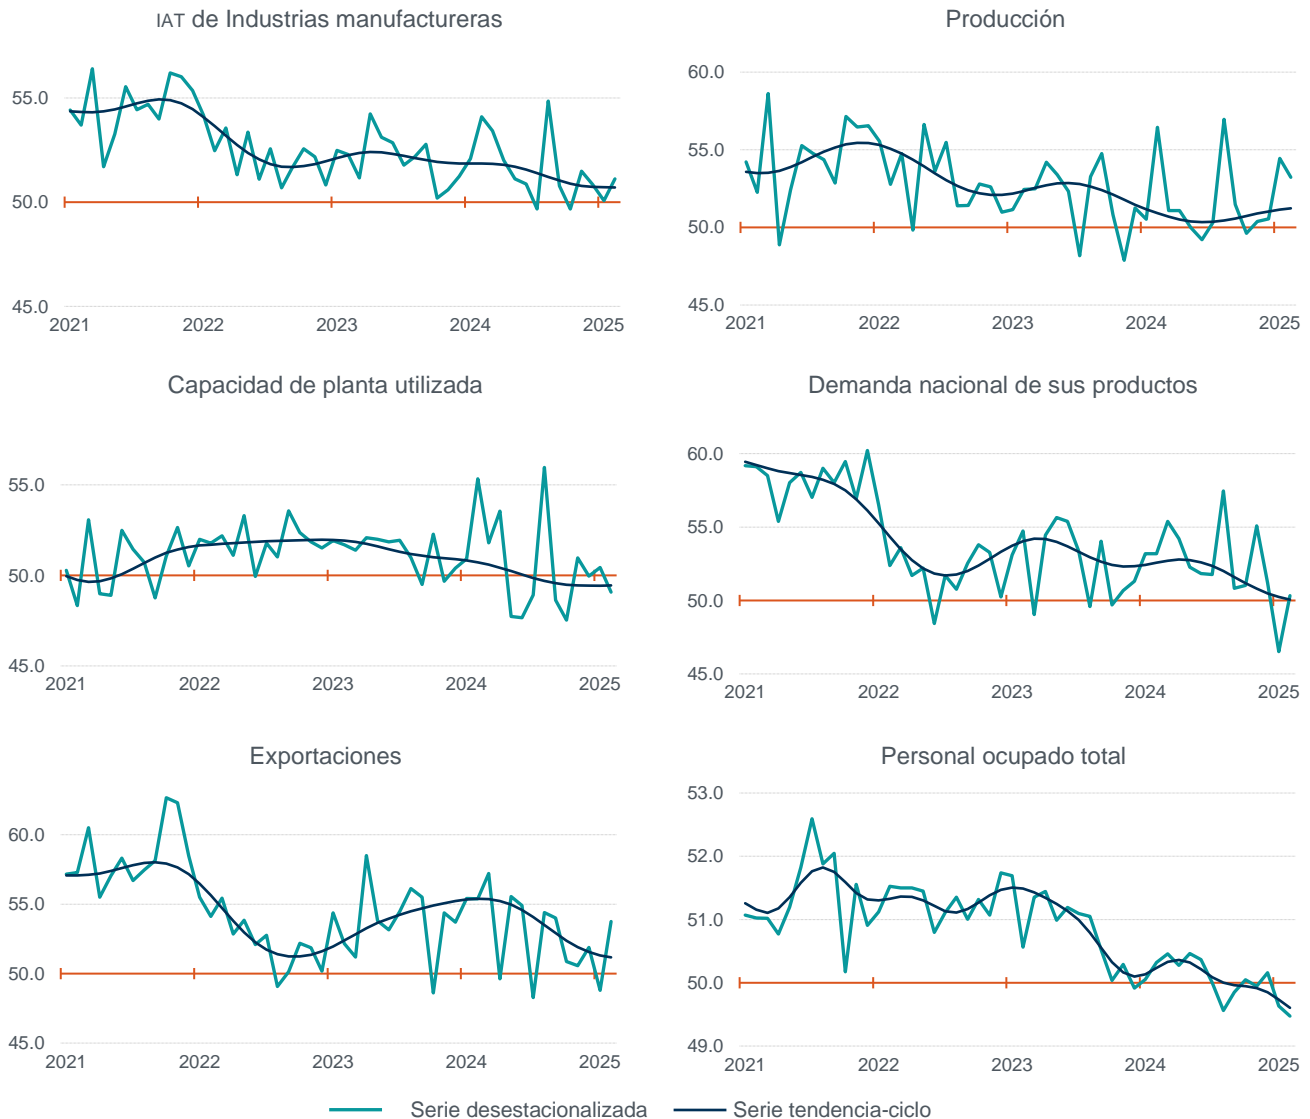 IAT de Industrias manufactureras
55.0
50.0
45.0
2021 2022 2023 2024 2025
Producción
60.0
55.0
50.0
45.0
2021 2022 2023 2024 2025
Capacidad de planta utilizada
55.0
50.0
45.0
2021 2022 2023 2024 2025
Demanda nacional de sus productos
60.0
55.0
50.0
45.0
2021 2022 2023 2024 2025
Exportaciones
60.0
55.0
50.0
45.0
2021 2022 2023 2024 2025
Personal ocupado total
53.0
52.0
51.0
50.0
49.0
2021 2022 2023 2024 2025
Serie desestacionalizada Serie tendencia-ciclo